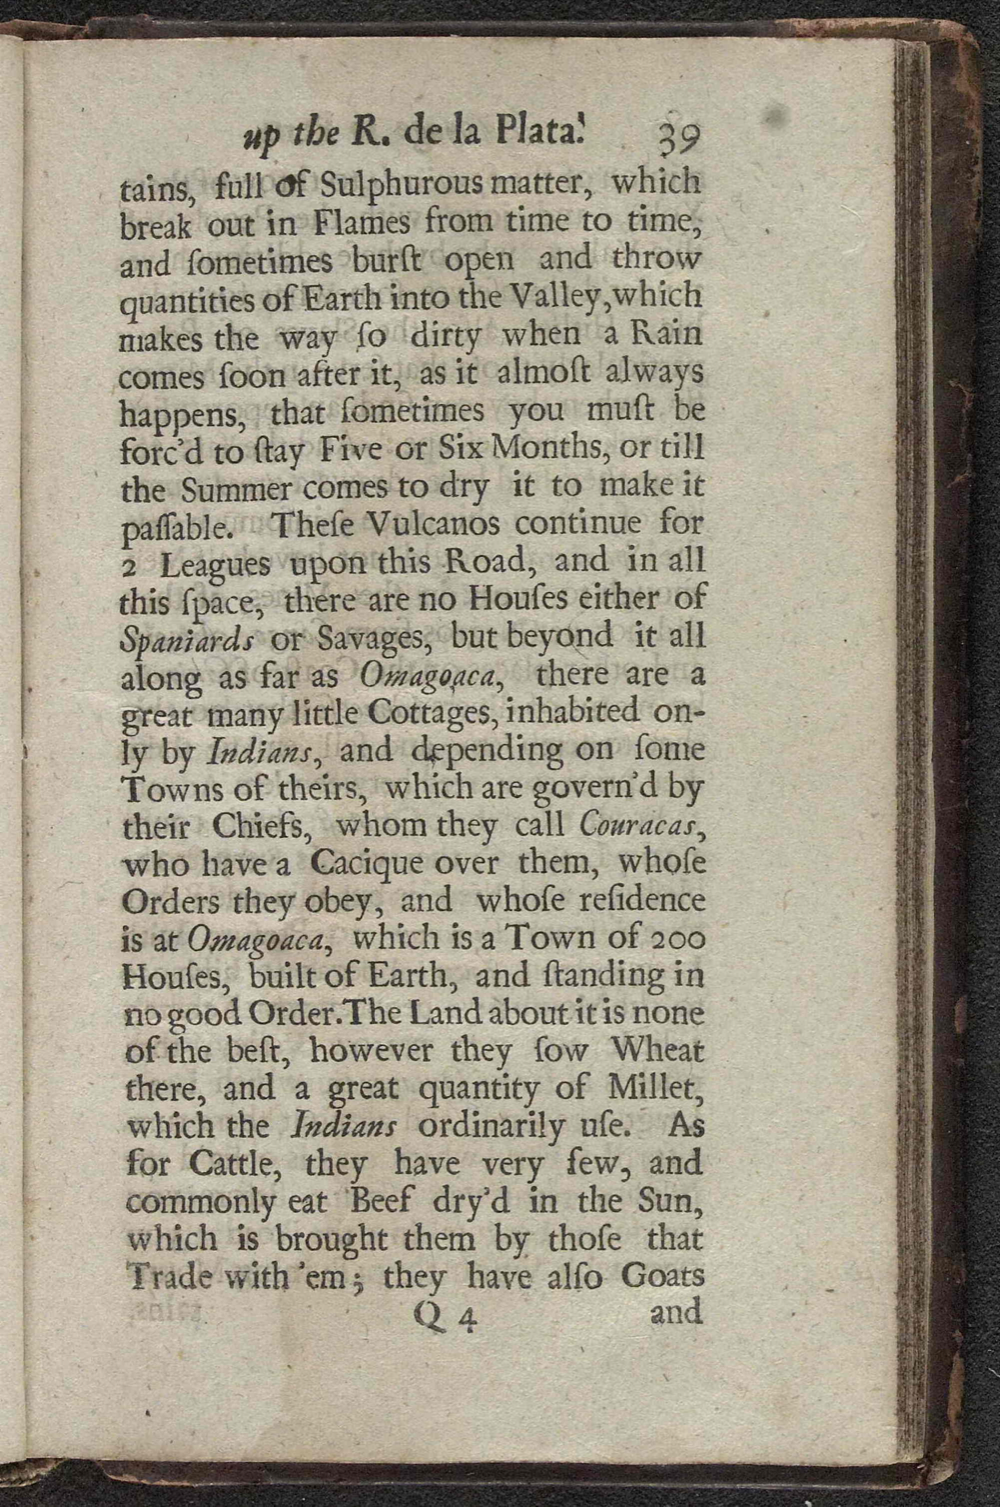 up the R. de la Plata. 39
tains, full of Sulphurous matter, which
break out in Flames from time to time,
and ſometimes burſt open and throw
quantities of Earth into the Valley, which
makes the way ſo dirty when a Rain
comes ſoon after it, as it almoſt always
happens, that ſometimes you muſt be
forc'd to ſtay Five or Six Months, or till
the Summer comes to dry it to make it
paſſable. Theſe Vulcanos continue for
2 Leagues upon this Road, and in all
this ſpace, there are no Houſes either of
Spaniards or Savages, but beyond it all
along as far as Omagoaca, there are a
great many little Cottages, inhabited on-
ly by Indians, and depending on ſome
Towns of theirs, which are govern'd by
their Chiefs, whom they call Couracas,
who have a Cacique over them, whoſe
Orders they obey, and whoſe reſidence
is at Omagoaca, which is a Town of 200
Houſes, built of Earth, and ſtanding in
no good Order. The Land about it is none
of the beſt, however they ſow Wheat
there, and a great quantity of Millet,
which the Indians ordinarily uſe. As
for Cattle, they have very few, and
commonly eat Beef dry'd in the Sun,
which is brought them by thoſe that
Trade with 'em; they have alſo Goats
Q 4 and